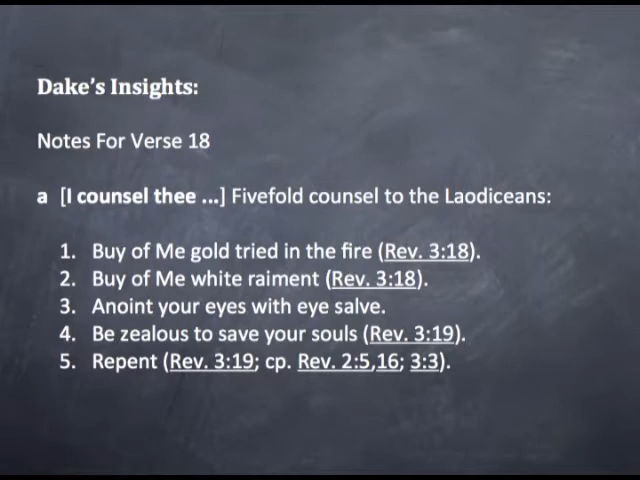 Dake's Insights:
Notes For Verse 18
a [I counsel thee ...] Fivefold counsel to the Laodiceans:
1. Buy of Me gold tried in the fire (Rev. 3:18).
2. Buy of Me white raiment (Rev. 3:18).
3. Anoint your eyes with eye salve.
4. Be zealous to save your souls (Rev. 3:19).
5. Repent (Rev. 3:19; cp. Rev. 2:5,16; 3:3).